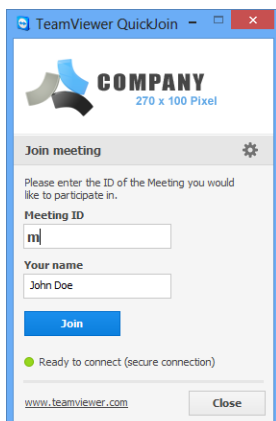 TeamViewer QuickJoin
COMPANY
270 x 100 Pixel
Join meeting
Please enter the ID of the Meeting you would
like to participate in.
Meeting ID
m
Your name
John Doe
Join
Ready to connect (secure connection)
www.teamviewer.com
Close